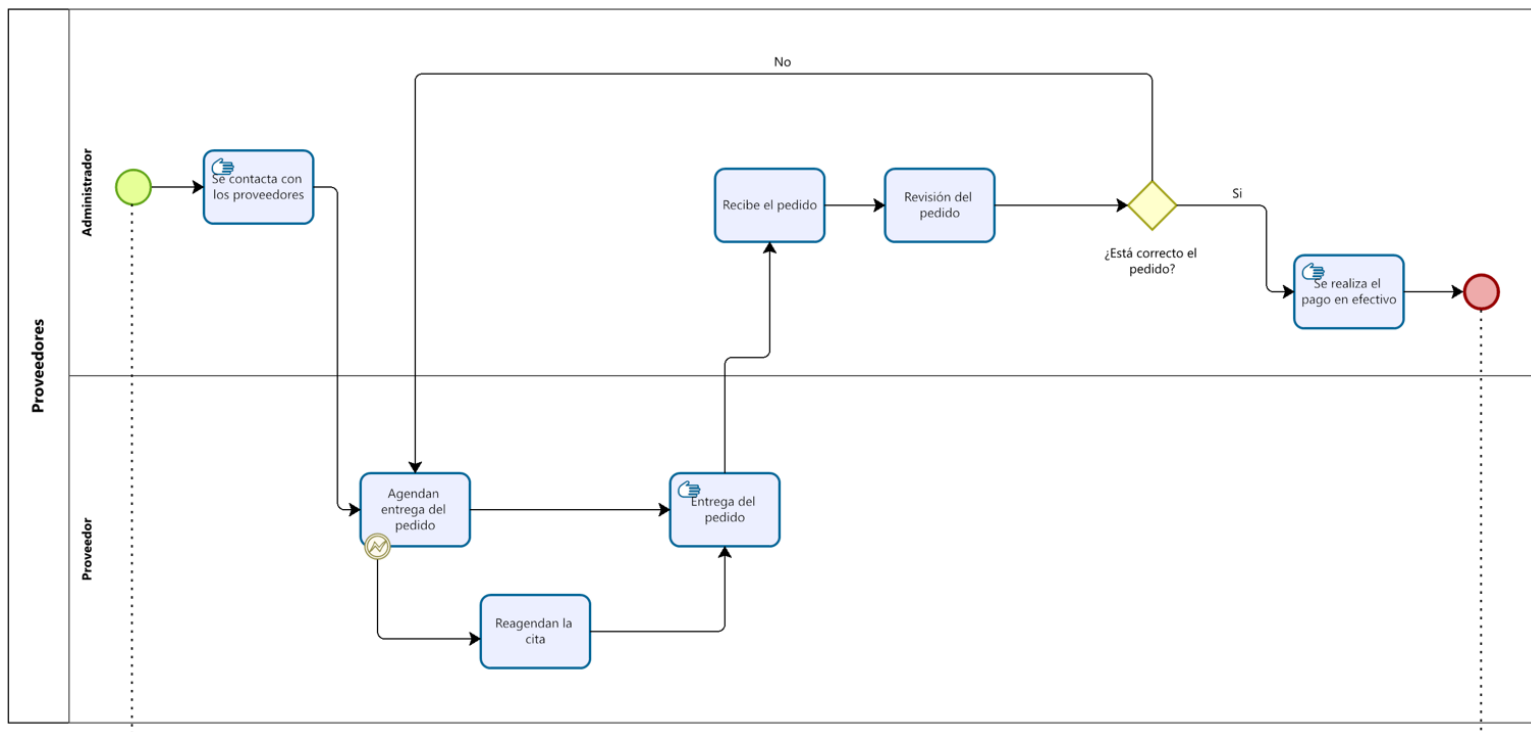 No
Administrador
Se contacta con
los proveedores
Recibe el pedido
Revisión del
pedido
Si
¿Está correcto el
pedido?
Se realiza el
pago en efectivo
Proveedores
Proveedor
Agendan
entrega del
pedido
Entrega del
pedido
Reagendan la
cita